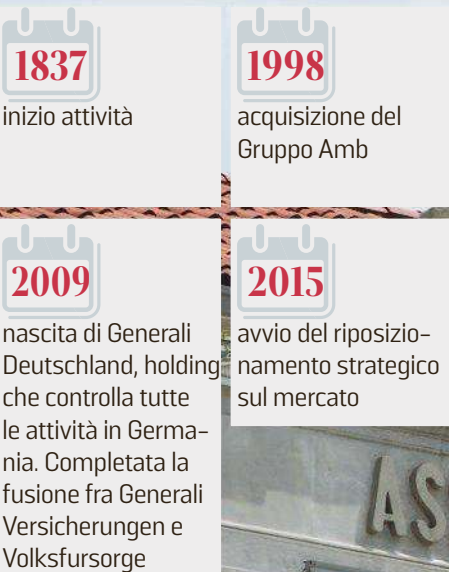 1837
inizio attività
1998
acquisizione del
Gruppo Amb
2009
nascita di Generali
Deutschland, holding
che controlla tutte
le attività in Germa-
nia. Completata la
fusione fra Generali
Versicherungen e
Volksfursorge
2015
avvio del riposizio-
namento strategico
sul mercato
AS